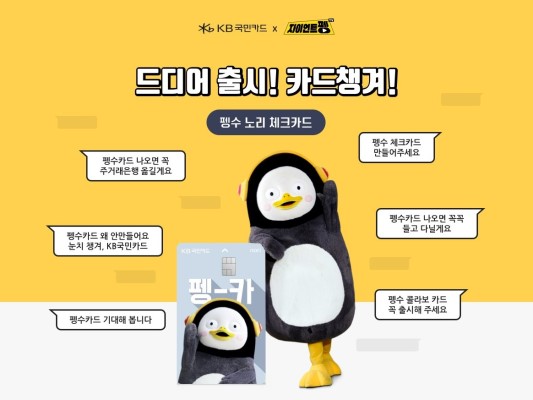 KB 국민카드 x 자이언트펭TV
드디어 출시! 카드챙겨!
펭수 노리 체크카드
펭수카드 나오면 꼭
주거래은행 옮길게요
펭수 체크카드
만들어주세요
펭수카드 왜 안만들어요
눈치 챙겨, KB국민카드
펭수카드 나오면 꼭꼭
들고 다닐게요
펭수카드 기대해 봅니다
펭수 콜라보 카드
꼭 출시해 주세요
KB국민카드
펭-카